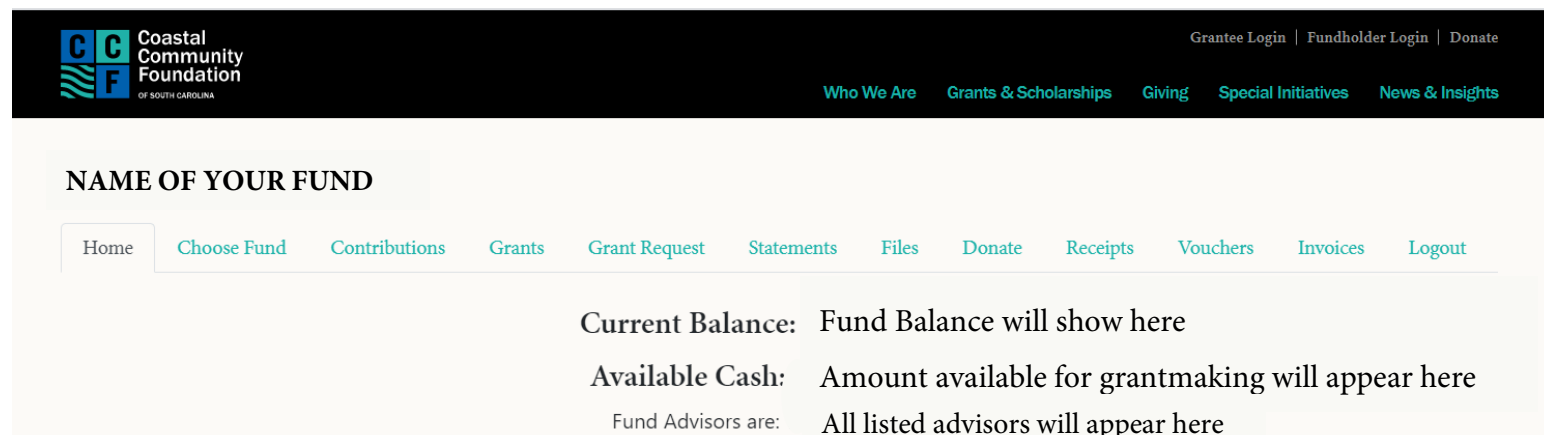 C C F
Coastal
Community
Foundation
OF SOUTH CAROLINA
Grantee Login | Fundholder Login | Donate
Who We Are Grants & Scholarships Giving Special Initiatives News & Insights
NAME OF YOUR FUND
Home Choose Fund Contributions Grants Grant Request Statements Files Donate Receipts Vouchers Invoices Logout
Current Balance: Fund Balance will show here
Available Cash: Amount available for grantmaking will appear here
Fund Advisors are: All listed advisors will appear here